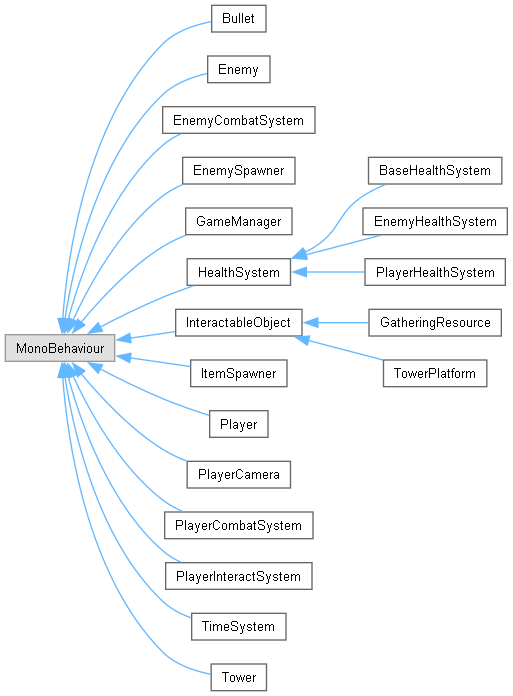 Bullet
Enemy
EnemyCombatSystem
EnemySpawner
BaseHealthSystem
GameManager
EnemyHealthSystem
HealthSystem
PlayerHealthSystem
InteractableObject
GatheringResource
MonoBehaviour
ItemSpawner
TowerPlatform
Player
PlayerCamera
PlayerCombatSystem
PlayerInteractSystem
TimeSystem
Tower